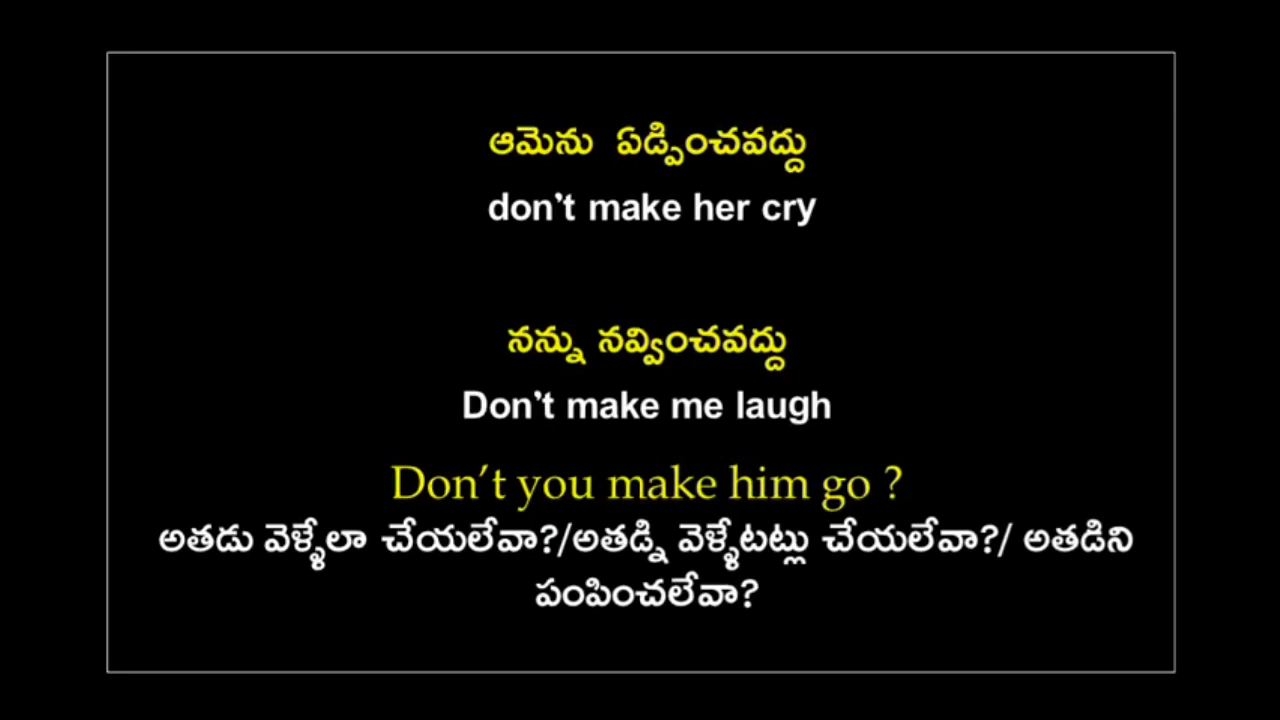 ఆమెను ఏడ్పించవద్దు
don't make her cry
నన్ను నవ్వించవద్దు
Don't make me laugh
Don't you make him go ?
అతడు వెళ్ళేలా చేయలేవా?/అతడ్ని వెళ్ళేటట్లు చేయలేవా?/ అతడిని
పంపించలేవా?